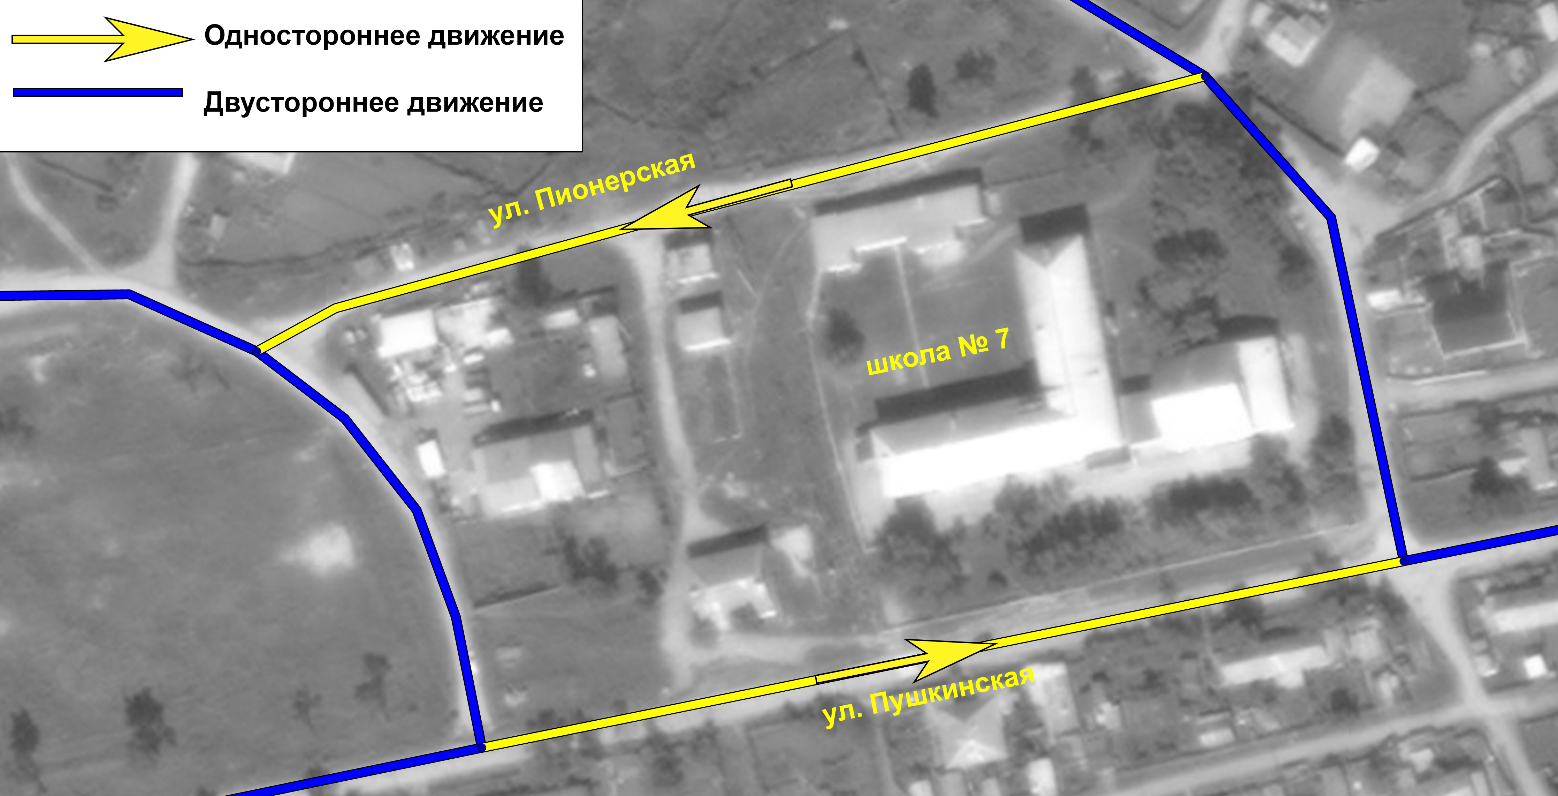 Одностороннее движение
Двустороннее движение
ул. Пионерская
школа № 7
ул. Пушкинская